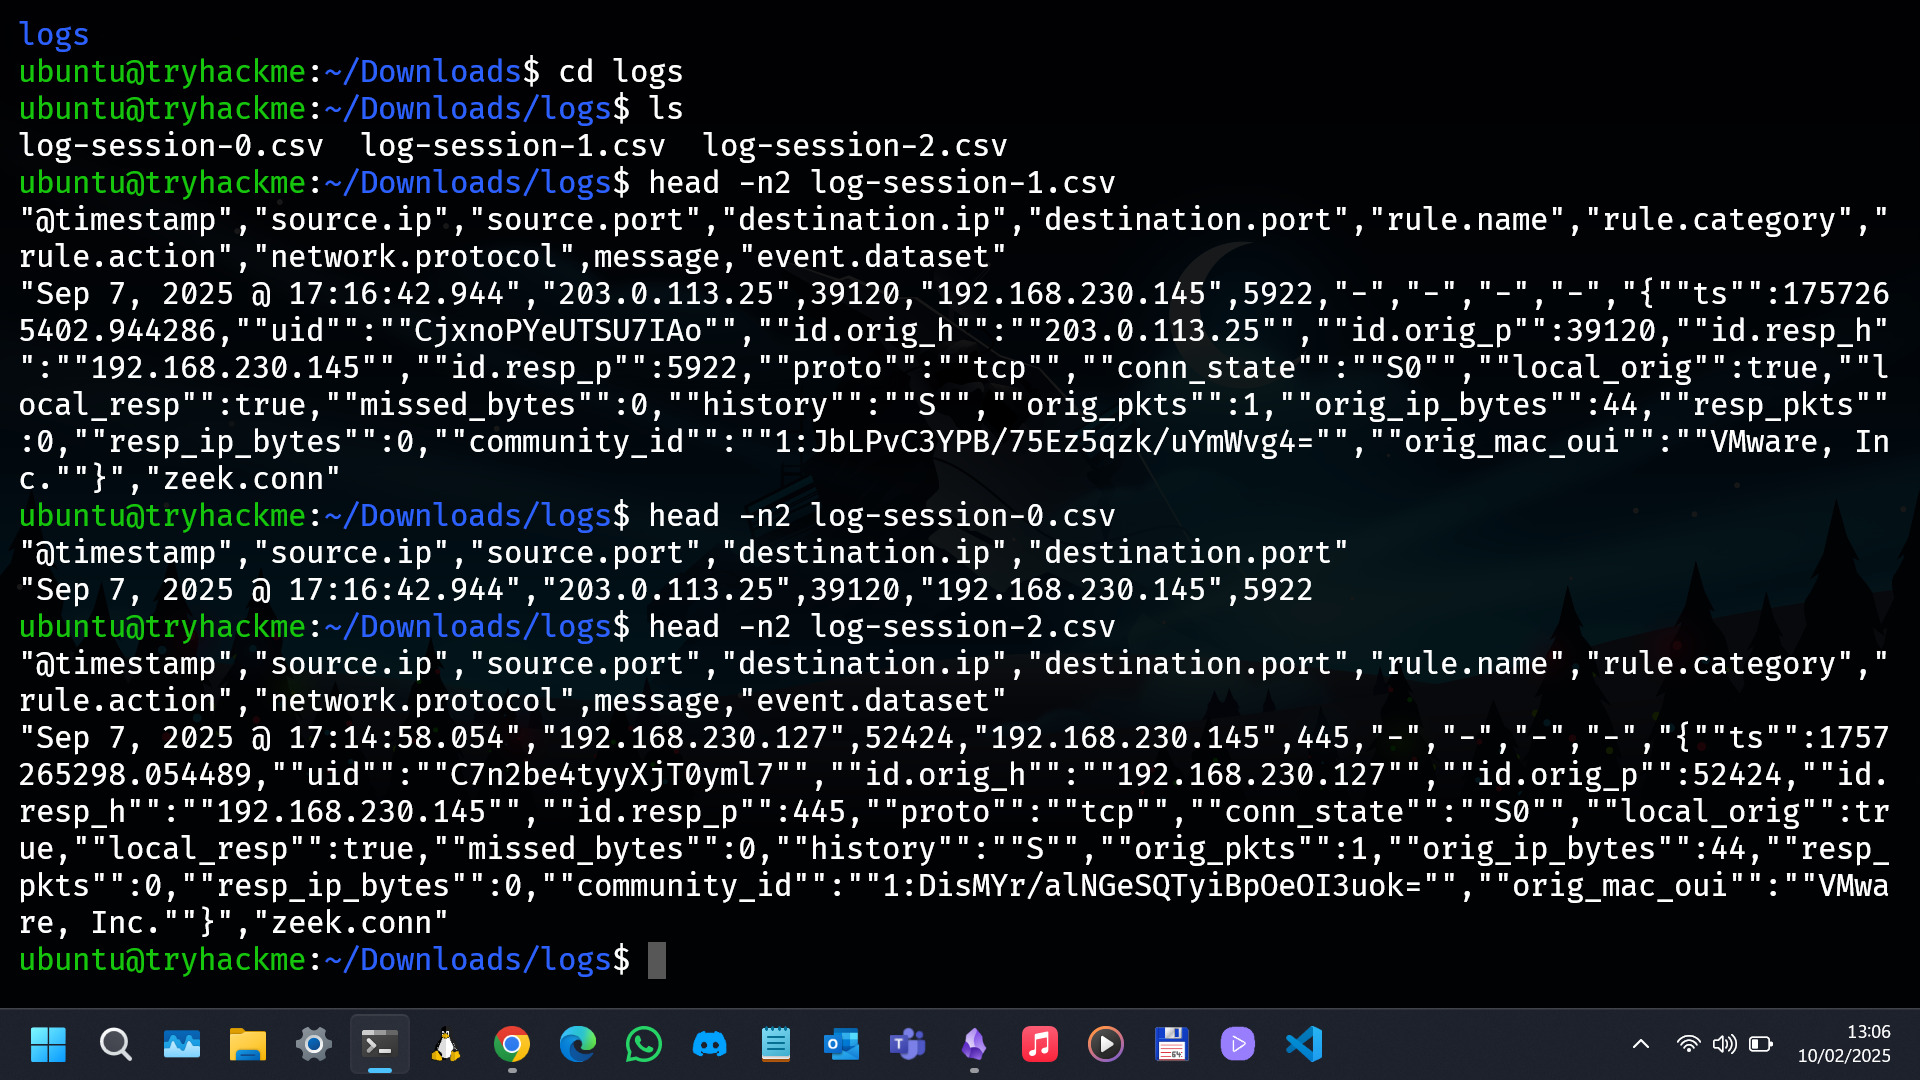 logs
ubuntu@tryhackme:~/Downloads$ cd logs
ubuntu@tryhackme:~/Downloads/logs$ ls
log-session-0.csv  log-session-1.csv  log-session-2.csv
ubuntu@tryhackme:~/Downloads/logs$ head -n2 log-session-1.csv
"@timestamp","source.ip","source.port","destination.ip","destination.port","rule.name","rule.category","
rule.action","network.protocol",message,"event.dataset"
"Sep 7, 2025 @ 17:16:42.944","203.0.113.25",39120,"192.168.230.145",5922,"-","-","-","-","{""ts"":175726
5402.944286,""uid"":""CjxnoPYeUTSU7IAo"",""id.orig_h"":""203.0.113.25"",""id.orig_p"":39120,""id.resp_h"
":""192.168.230.145"",""id.resp_p"":5922,""proto"":""tcp"",""conn_state"":""S0"",""local_orig"":true,""l
ocal_resp"":true,""missed_bytes"":0,""history"":""S"",""orig_pkts"":1,""orig_ip_bytes"":44,""resp_pkts""
:0,""resp_ip_bytes"":0,""community_id"":""1:JbLPvC3YPB/75Ez5qzk/uYmWvg4="",""orig_mac_oui"":""VMware, In
c.""}","zeek.conn"
ubuntu@tryhackme:~/Downloads/logs$ head -n2 log-session-0.csv
"@timestamp","source.ip","source.port","destination.ip","destination.port"
"Sep 7, 2025 @ 17:16:42.944","203.0.113.25",39120,"192.168.230.145",5922
ubuntu@tryhackme:~/Downloads/logs$ head -n2 log-session-2.csv
"@timestamp","source.ip","source.port","destination.ip","destination.port","rule.name","rule.category","
rule.action","network.protocol",message,"event.dataset"
"Sep 7, 2025 @ 17:14:58.054","192.168.230.127",52424,"192.168.230.145",445,"-","-","-","-","{""ts"":1757
265298.054489,""uid"":""C7n2be4tyyXjT0yml7"",""id.orig_h"":""192.168.230.127"",""id.orig_p"":52424,""id.
resp_h"":""192.168.230.145"",""id.resp_p"":445,""proto"":""tcp"",""conn_state"":""S0"",""local_orig"":tr
ue,""local_resp"":true,""missed_bytes"":0,""history"":""S"",""orig_pkts"":1,""orig_ip_bytes"":44,""resp_
pkts"":0,""resp_ip_bytes"":0,""community_id"":""1:DisMYr/alNGeSQTyiBpOeOI3uok="",""orig_mac_oui"":""VMwa
re, Inc.""}","zeek.conn"
ubuntu@tryhackme:~/Downloads/logs$
13:06
10/02/2025